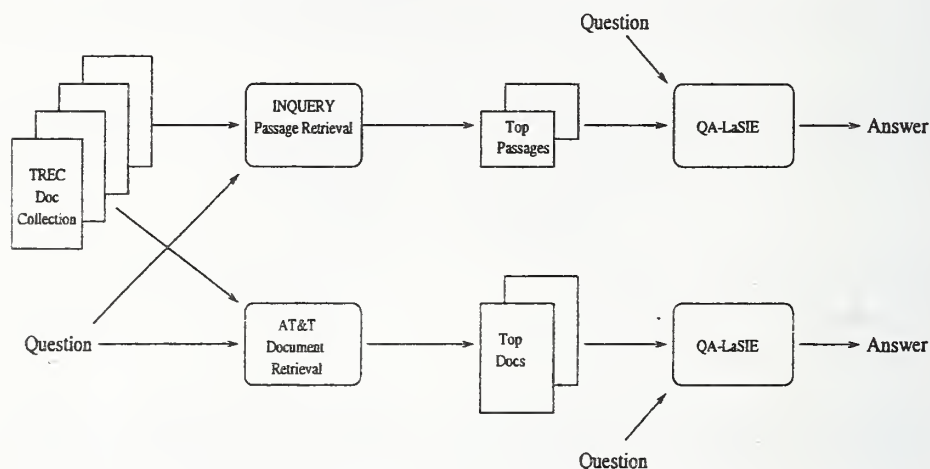 Question
INQUERY
Passage Retrieval
Top
Passages
QA-LaSIE
Answer
TREC
Doc
Collection
Question
AT&T
Document
Retrieval
Top
Docs
QA-LaSIE
Answer
Question